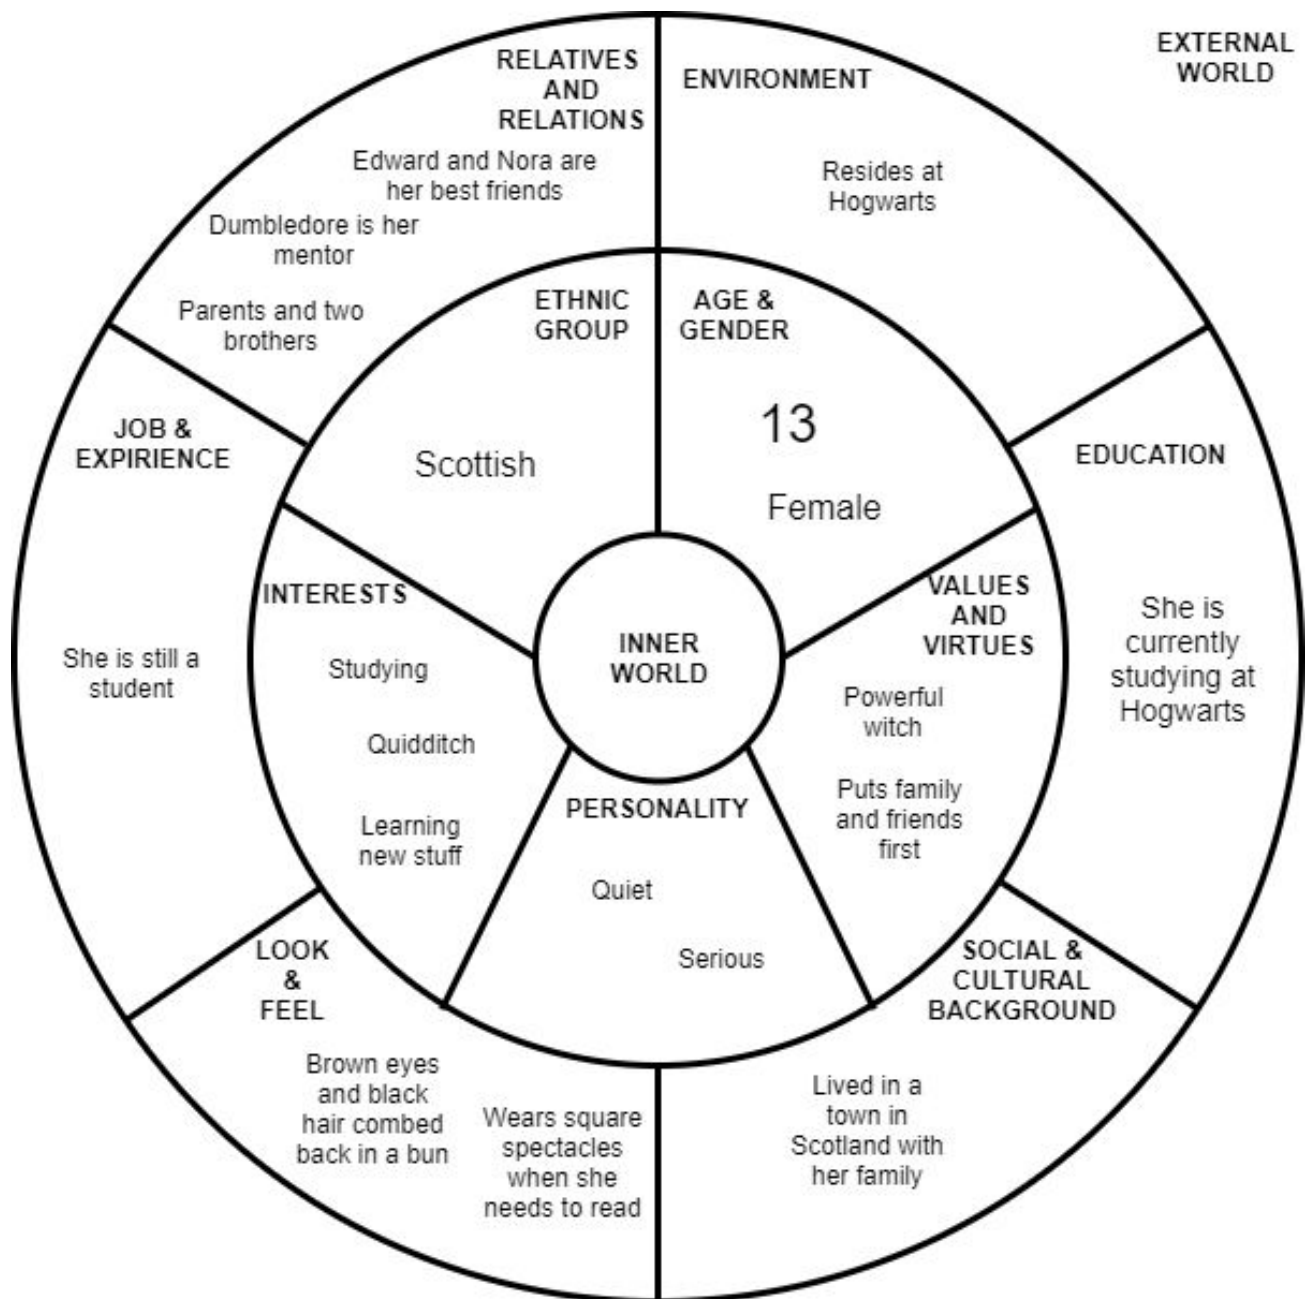 EXTERNAL
WORLD
RELATIVES
AND
RELATIONS
Edward and Nora are
her best friends
Dumbledore is her
mentor
Parents and two
brothers
ENVIRONMENT
Resides at
Hogwarts
JOB &
EXPIRIENCE
She is still a
student
EDUCATION
She is
currently
studying at
Hogwarts
LOOK
&
FEEL
Brown eyes
and black
hair combed
back in a bun
Wears square
spectacles
when she
needs to read
SOCIAL &
CULTURAL
BACKGROUND
Lived in a
town in
Scotland with
her family
ETHNIC
GROUP
Scottish
AGE &
GENDER
13
Female
INTERESTS
Studying
Quidditch
Learning
new stuff
INNER
WORLD
VALUES
AND
VIRTUES
Powerful
witch
Puts family
and friends
first
PERSONALITY
Quiet
Serious